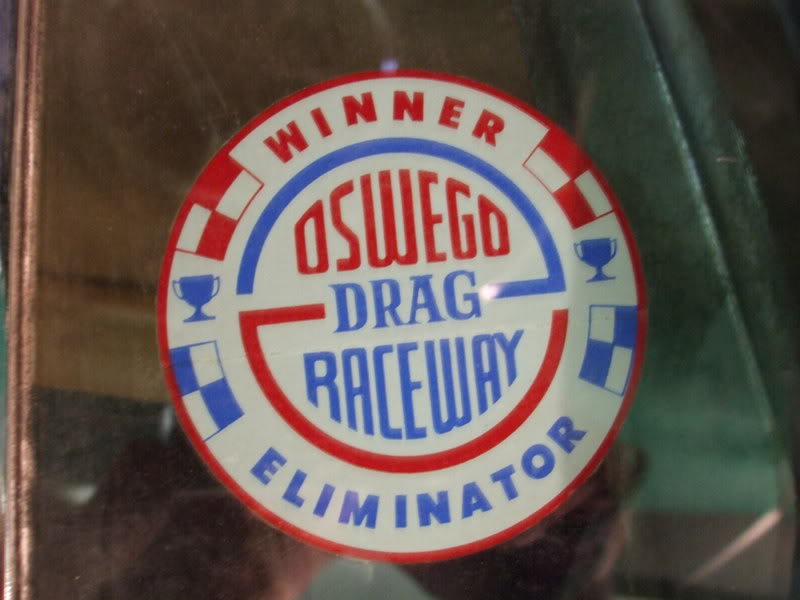 WINNER
OSWEGO
DRAG
RACEWAY
ELIMINATOR